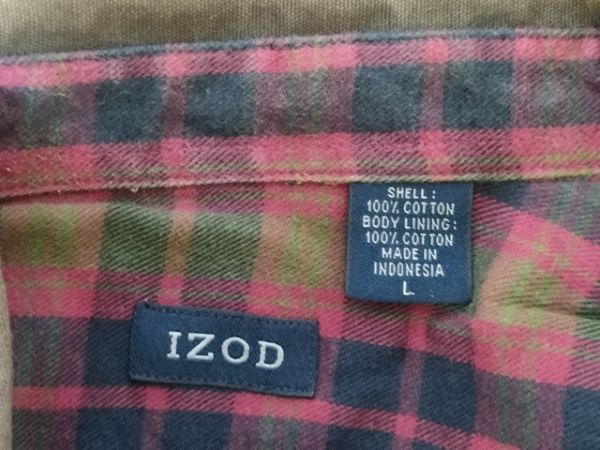 SHELL:
100% COTTON
BODY LINING:
100% COTTON
MADE IN
INDONESIA
L
IZOD